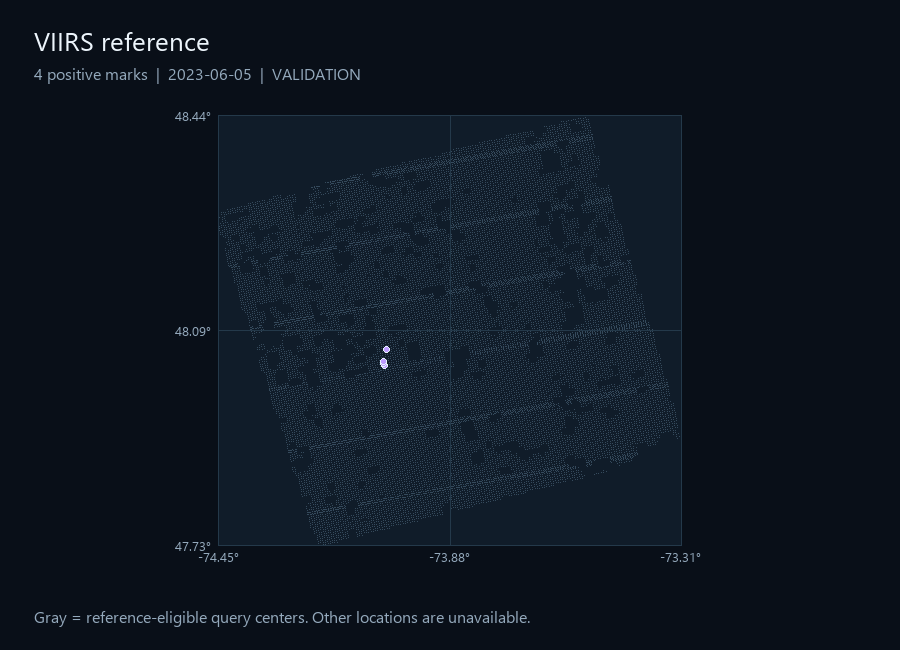 VIIRS reference
4 positive marks | 2023-06-05 | VALIDATION
48.44°
48.09°
47.73°
-74.45°
-73.88°
-73.31°
Gray = reference-eligible query centers. Other locations are unavailable.